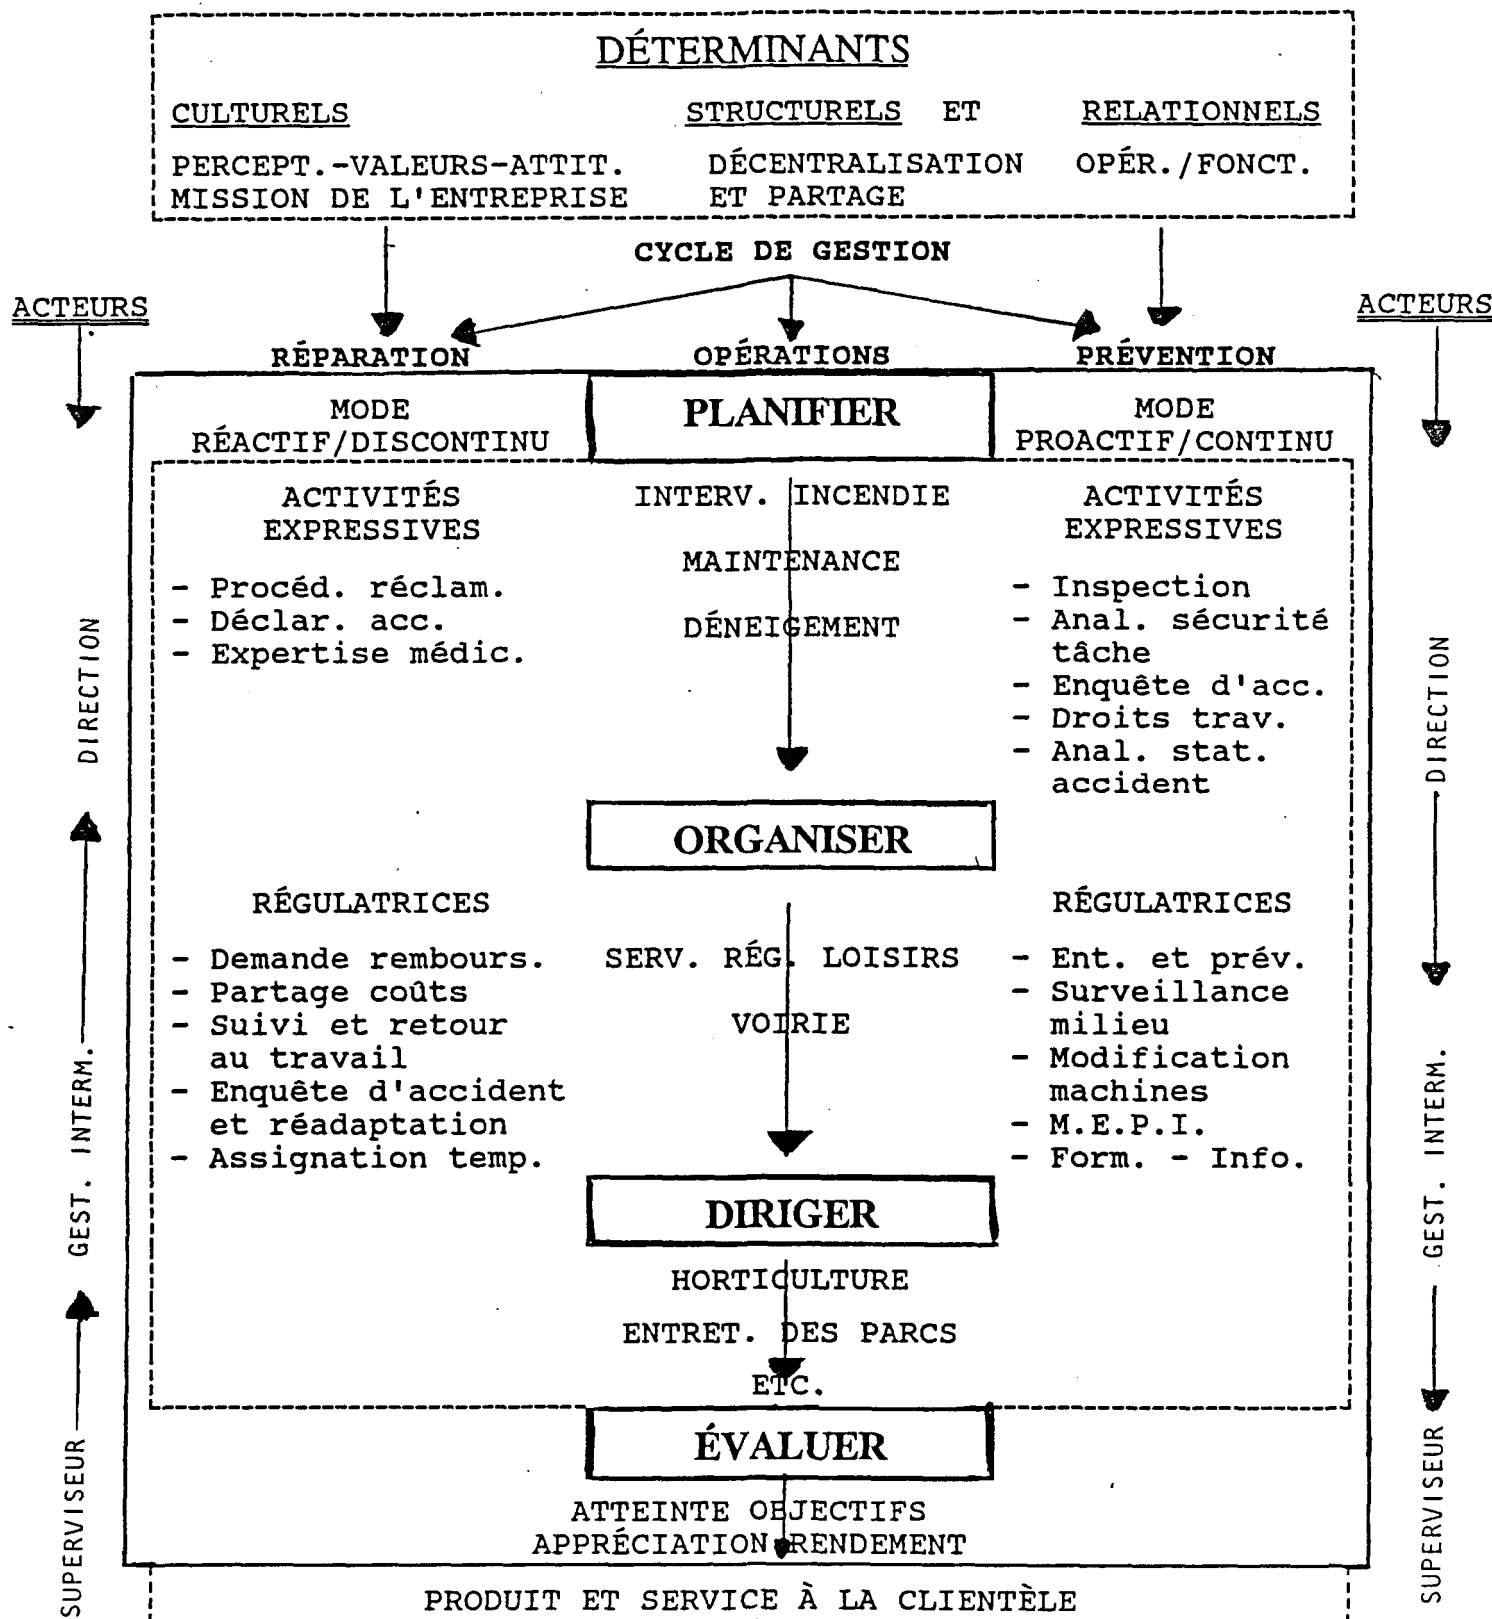 DÉTERMINANTS
CULTURELS STRUCTURELS ET RELATIONNELS
PERCEPT.-VALEURS-ATTIT. DÉCENTRALISATION OPÉR./FONCT.
MISSION DE L'ENTREPRISE ET PARTAGE
CYCLE DE GESTION
ACTEURS
ACTEURS
RÉPARATION OPÉRATIONS PRÉVENTION
MODE
RÉACTIF/DISCONTINU
PLANIFIER
MODE
PROACTIF/CONTINU
ACTIVITÉS
EXPRESSIVES
- Procéd. réclam.
- Déclar. acc.
- Expertise médic.
INTERV. INCENDIE
MAINTENANCE
DÉNEIGEMENT
ACTIVITÉS
EXPRESSIVES
- Inspection
- Anal. sécurité
tâche
- Enquête d'acc.
- Droits trav.
- Anal. stat.
accident
ORGANISER
RÉGULATRICES
- Demande rembours.
- Partage coûts
- Suivi et retour
au travail
- Enquête d'accident
et réadaptation
- Assignation temp.
SERV. RÉG. LOISIRS
VOIRIE
RÉGULATRICES
- Ent. et prév.
- Surveillance
milieu
- Modification
machines
- M.E.P.I.
- Form. - Info.
DIRIGER
HORTICULTURE
ENTRET. DES PARCS
ETC.
ÉVALUER
ATTEINTE OBJECTIFS
APPRÉCIATION RENDEMENT
PRODUIT ET SERVICE À LA CLIENTÈLE
DIRECTION
GEST. INTERM.
SUPERVISEUR
DIRECTION
GEST. INTERM.
SUPERVISEUR